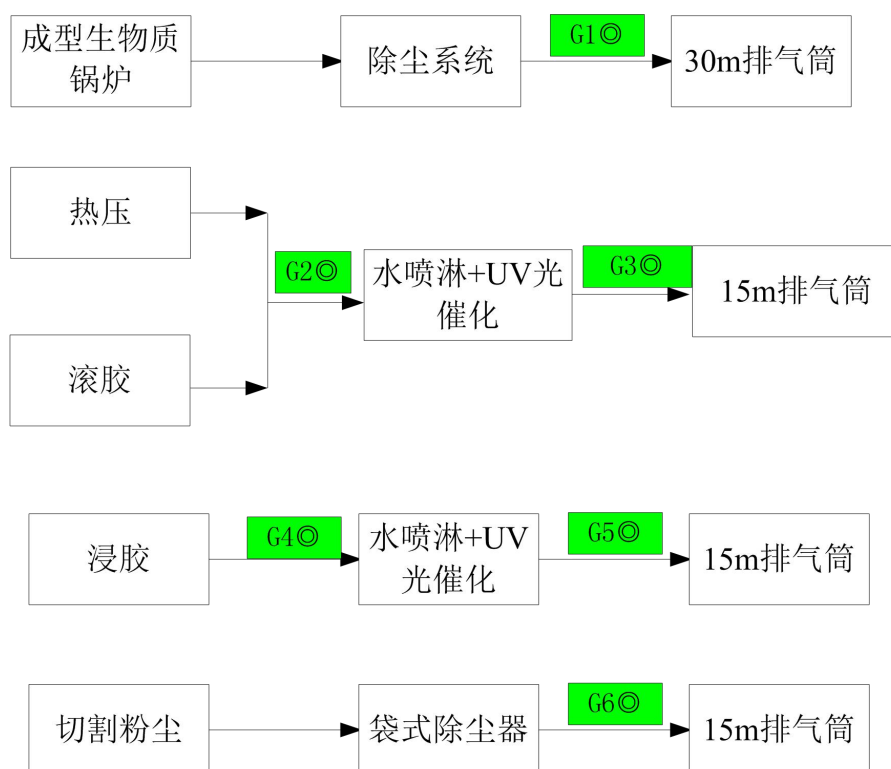 成型生物质
锅炉
除尘系统
G1◎
30m排气筒
热压
G2◎
水喷淋+UV光
催化
G3◎
15m排气筒
滚胶
浸胶
G4◎
水喷淋+UV
光催化
G5◎
15m排气筒
切割粉尘
袋式除尘器
G6◎
15m排气筒